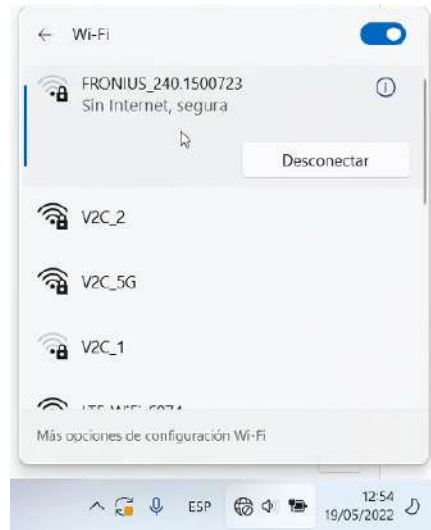 Wi-Fi
FRONIUS_240.1500723
Sin Internet, segura
Desconectar
V2C_2
V2C_5G
V2C_1
Más opciones de configuración Wi-Fi
ESP
12:54
19/05/2022